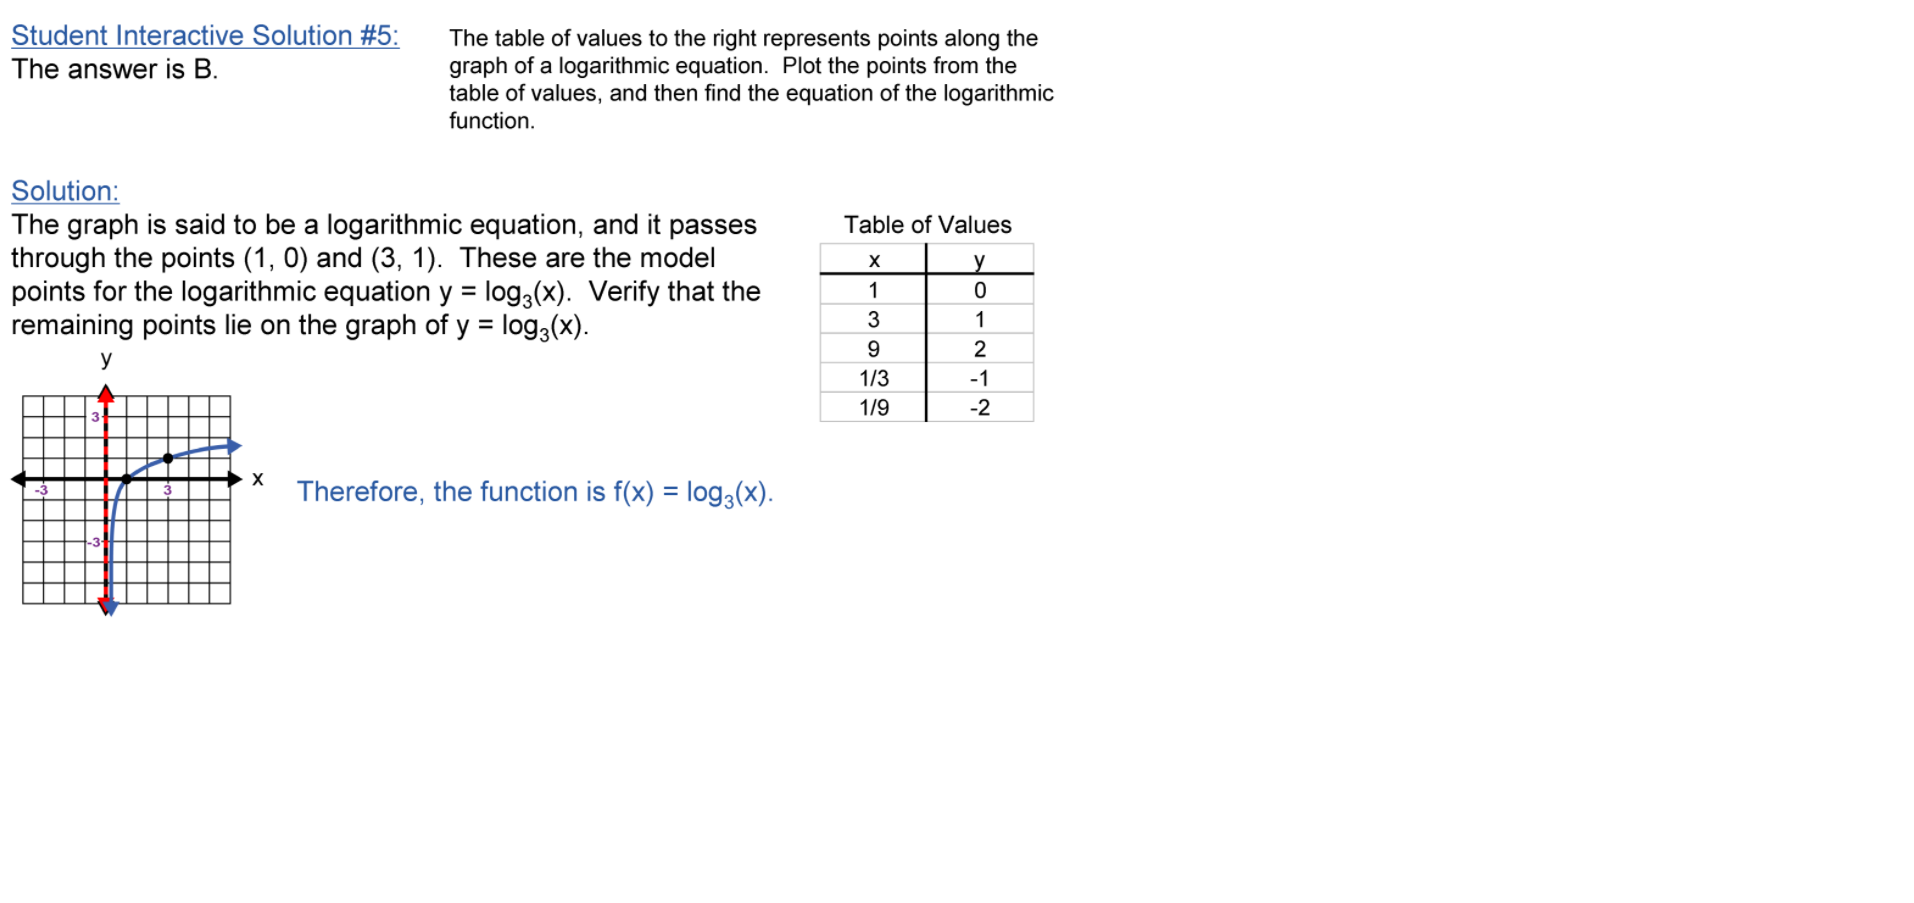 Student Interactive Solution #5:
The answer is B.
The table of values to the right represents points along the
graph of a logarithmic equation.  Plot the points from the
table of values, and then find the equation of the logarithmic
function.
Solution:
The graph is said to be a logarithmic equation, and it passes
through the points (1, 0) and (3, 1).  These are the model
points for the logarithmic equation y = log₃(x).  Verify that the
remaining points lie on the graph of y = log₃(x).
Table of Values
x y
1 0
3 1
9 2
1/3 -1
1/9 -2
y
3
x
-3 3
-3
Therefore, the function is f(x) = log₃(x).